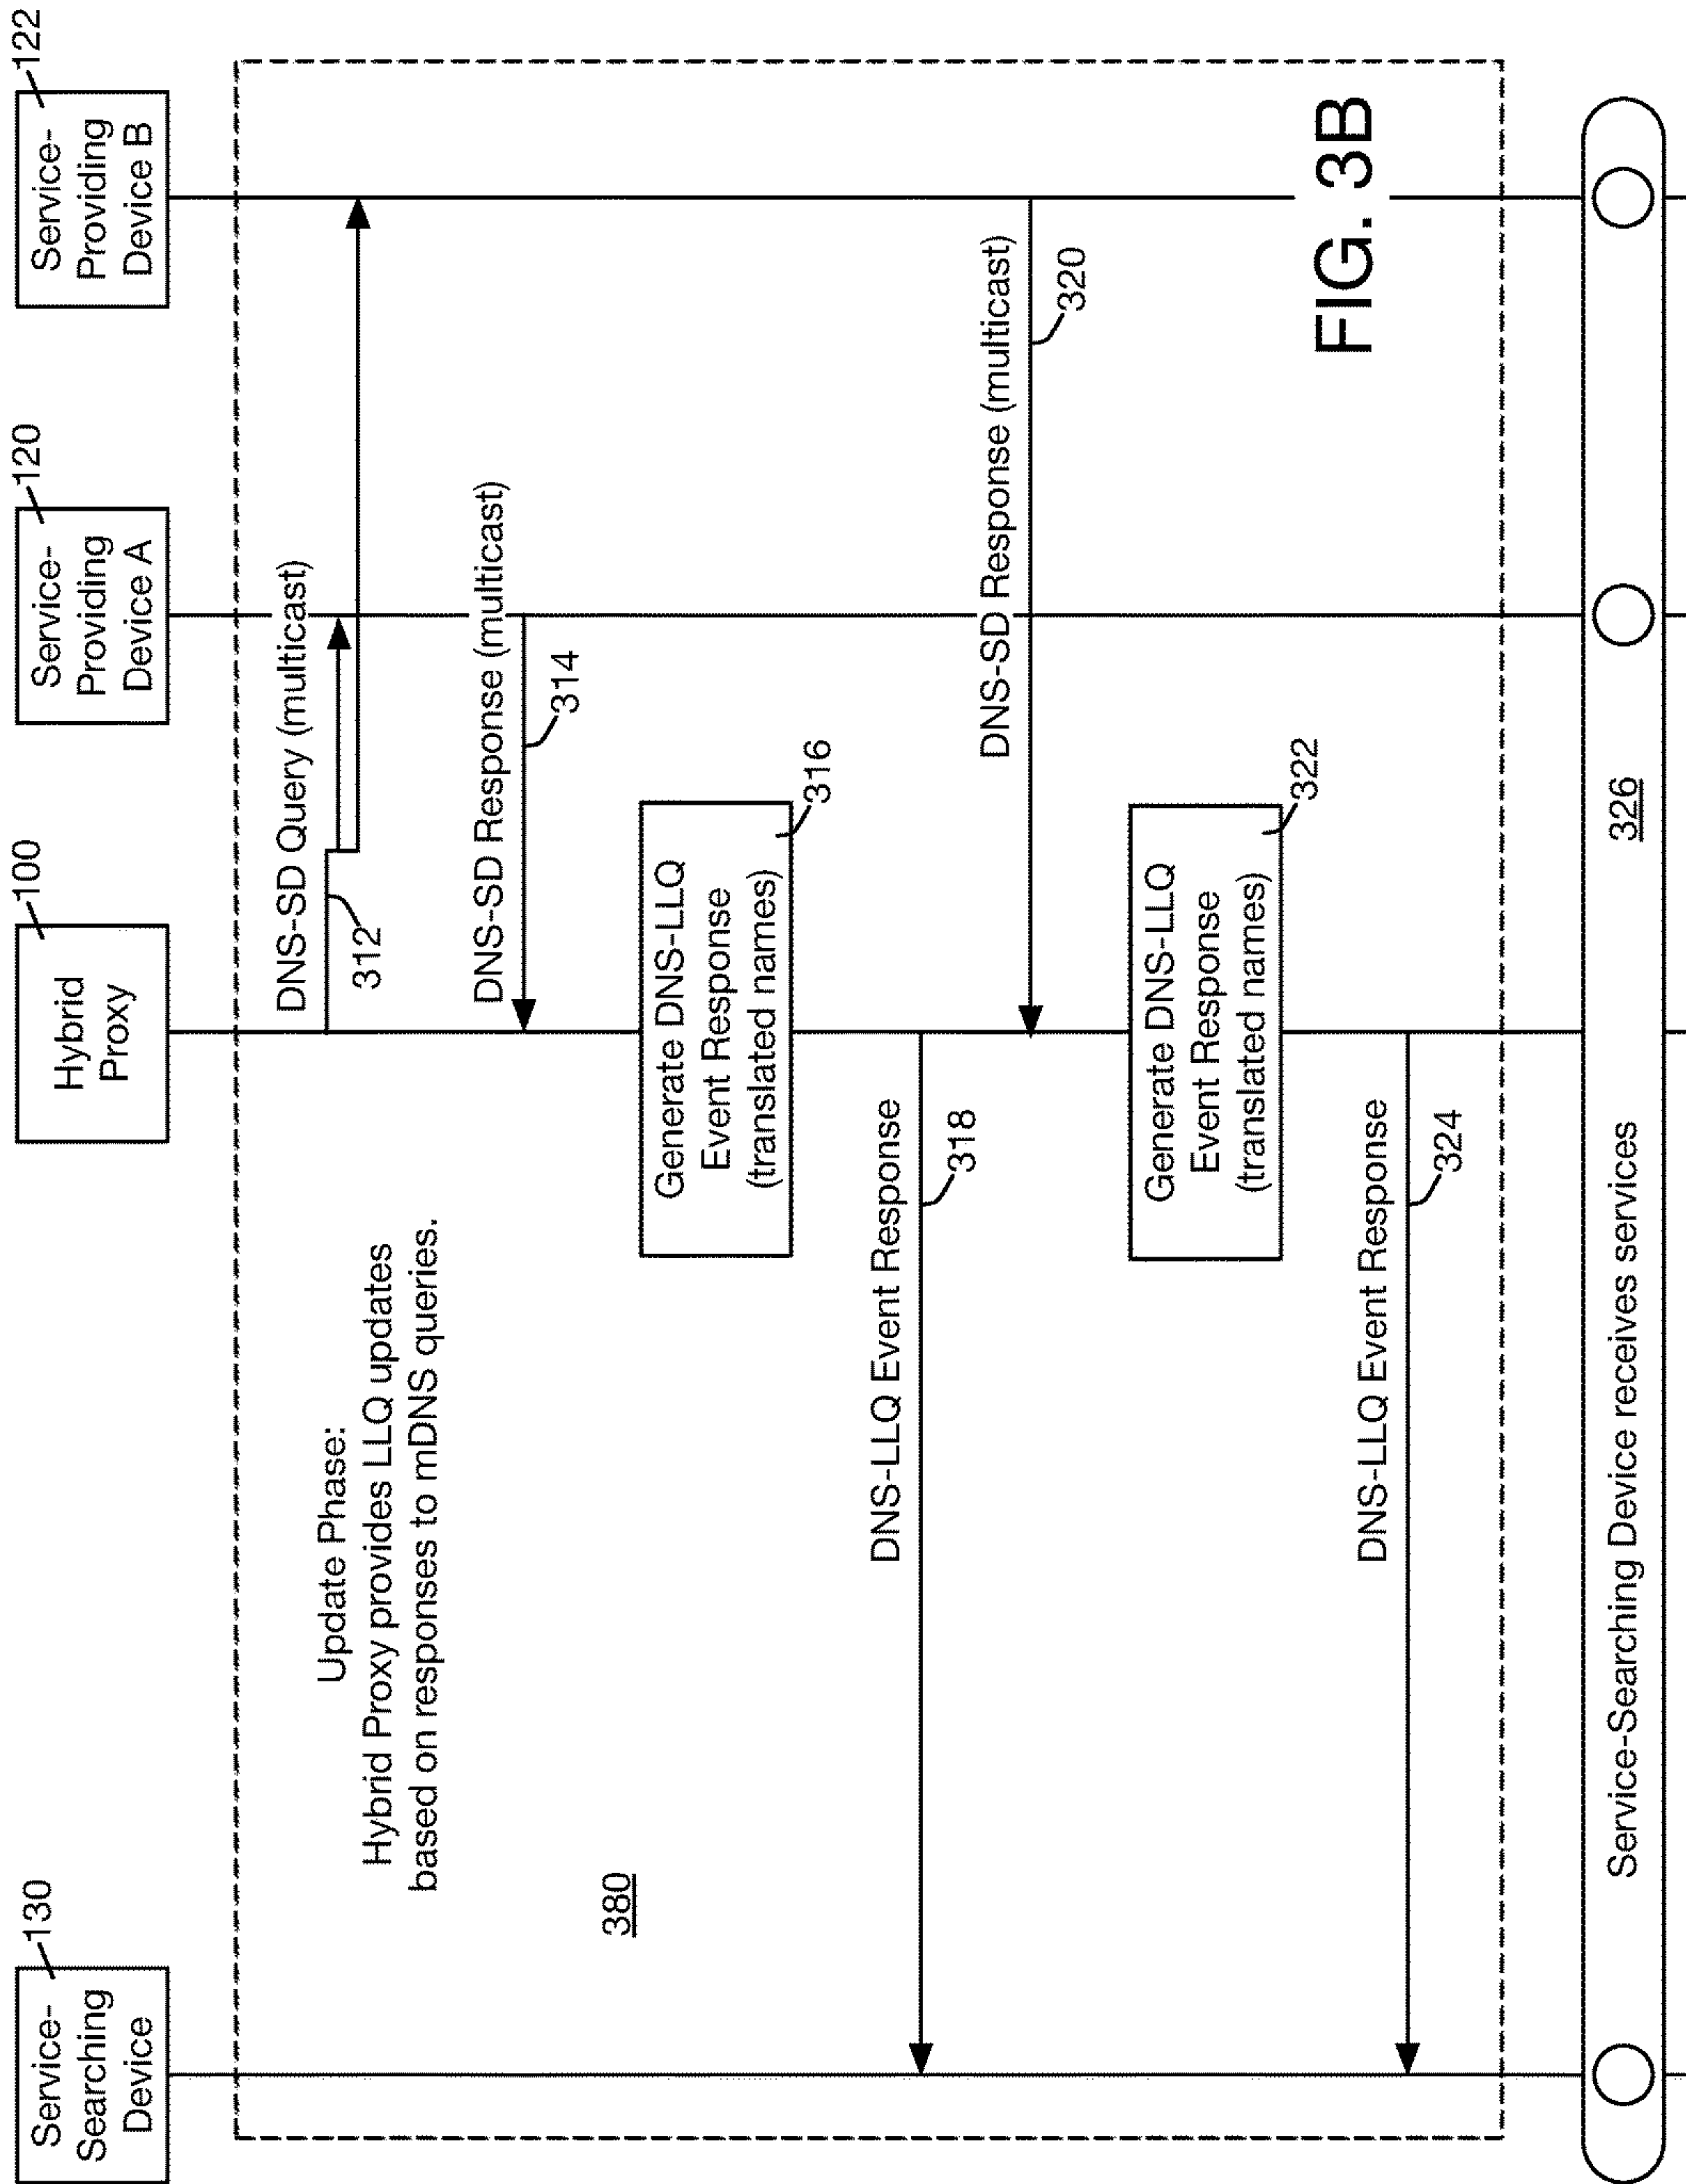 Service-
Searching
Device
130
Hybrid
Proxy
100
Service-
Providing
Device A
120
Service-
Providing
Device B
122
Update Phase:
Hybrid Proxy provides LLQ updates
based on responses to mDNS queries.
DNS-SD Query (multicast)
312
DNS-SD Response (multicast)
314
380
Generate DNS-LLQ
Event Response
(translated names)
316
DNS-LLQ Event Response
318
DNS-SD Response (multicast)
320
Generate DNS-LLQ
Event Response
(translated names)
322
DNS-LLQ Event Response
324
FIG. 3B
Service-Searching Device receives services
326